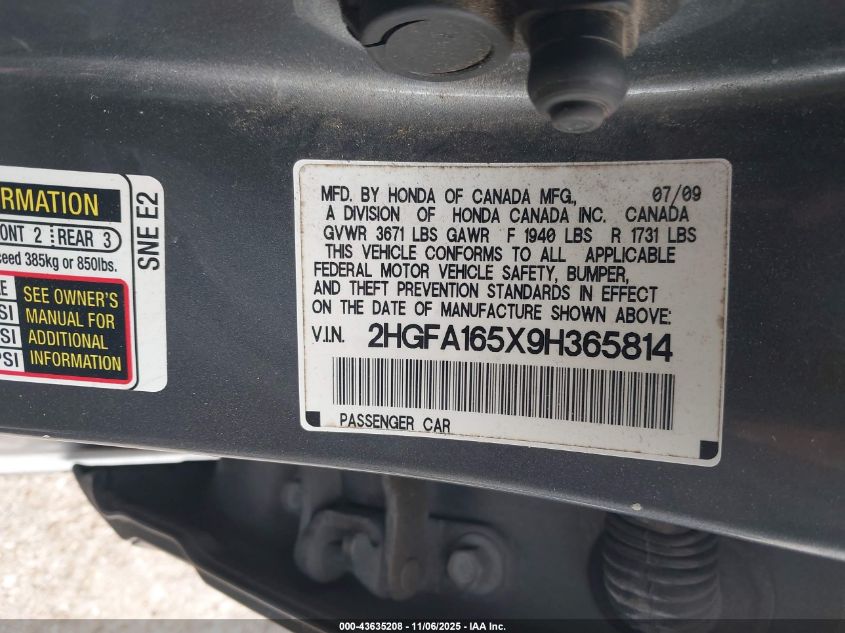 RMATION
ONT 2 REAR 3
ceed 385kg or 850lbs.
SEE OWNER'S
MANUAL FOR
ADDITIONAL
INFORMATION
PSI
SNE E2
MFD. BY HONDA OF CANADA MFG., 07/09
A DIVISION OF HONDA CANADA INC. CANADA
GVWR 3671 LBS GAWR F 1940 LBS R 1731 LBS
THIS VEHICLE CONFORMS TO ALL APPLICABLE
FEDERAL MOTOR VEHICLE SAFETY, BUMPER,
AND THEFT PREVENTION STANDARDS IN EFFECT
ON THE DATE OF MANUFACTURE SHOWN ABOVE:
V.I.N. 2HGFA165X9H365814
PASSENGER CAR
000-43635208 - 11/06/2025 - IAA Inc.